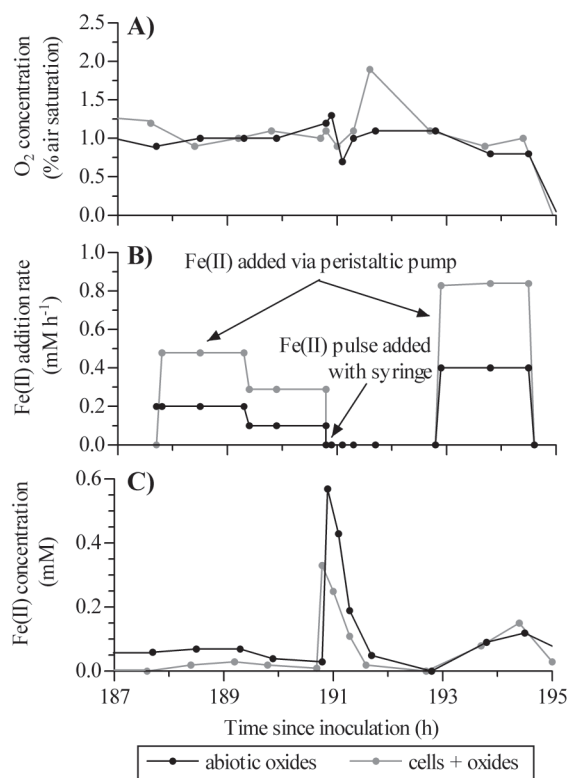 A)
O₂ concentration
(% air saturation)
2.5
2.0
1.5
1.0
0.5
0.0
B)
Fe(II) addition rate
(mM h⁻¹)
1.0
0.8
0.6
0.4
0.2
0.0
Fe(II) added via peristaltic pump
Fe(II) pulse added
with syringe
C)
Fe(II) concentration
(mM)
0.6
0.4
0.2
0.0
187 189 191 193 195
Time since inoculation (h)
abiotic oxides cells + oxides